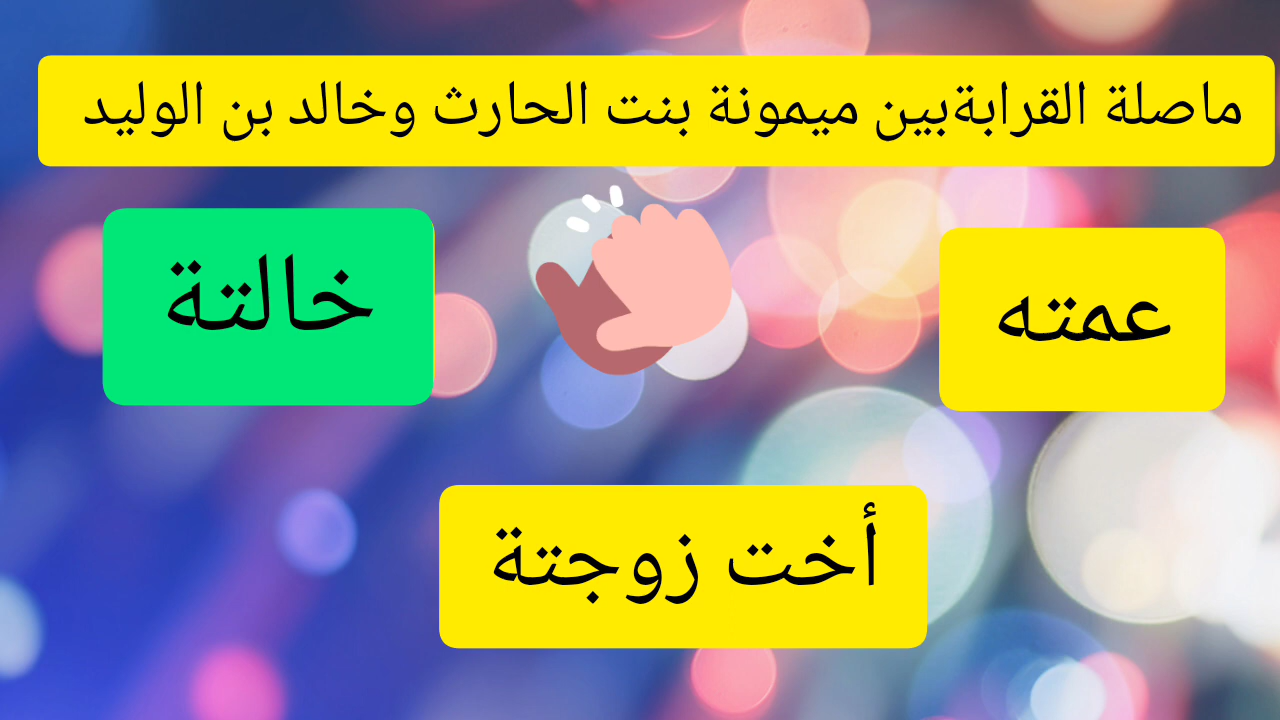 ماصلة القرابةبين ميمونة بنت الحارث وخالد بن الوليد
عمته
خالتة
أخت زوجتة